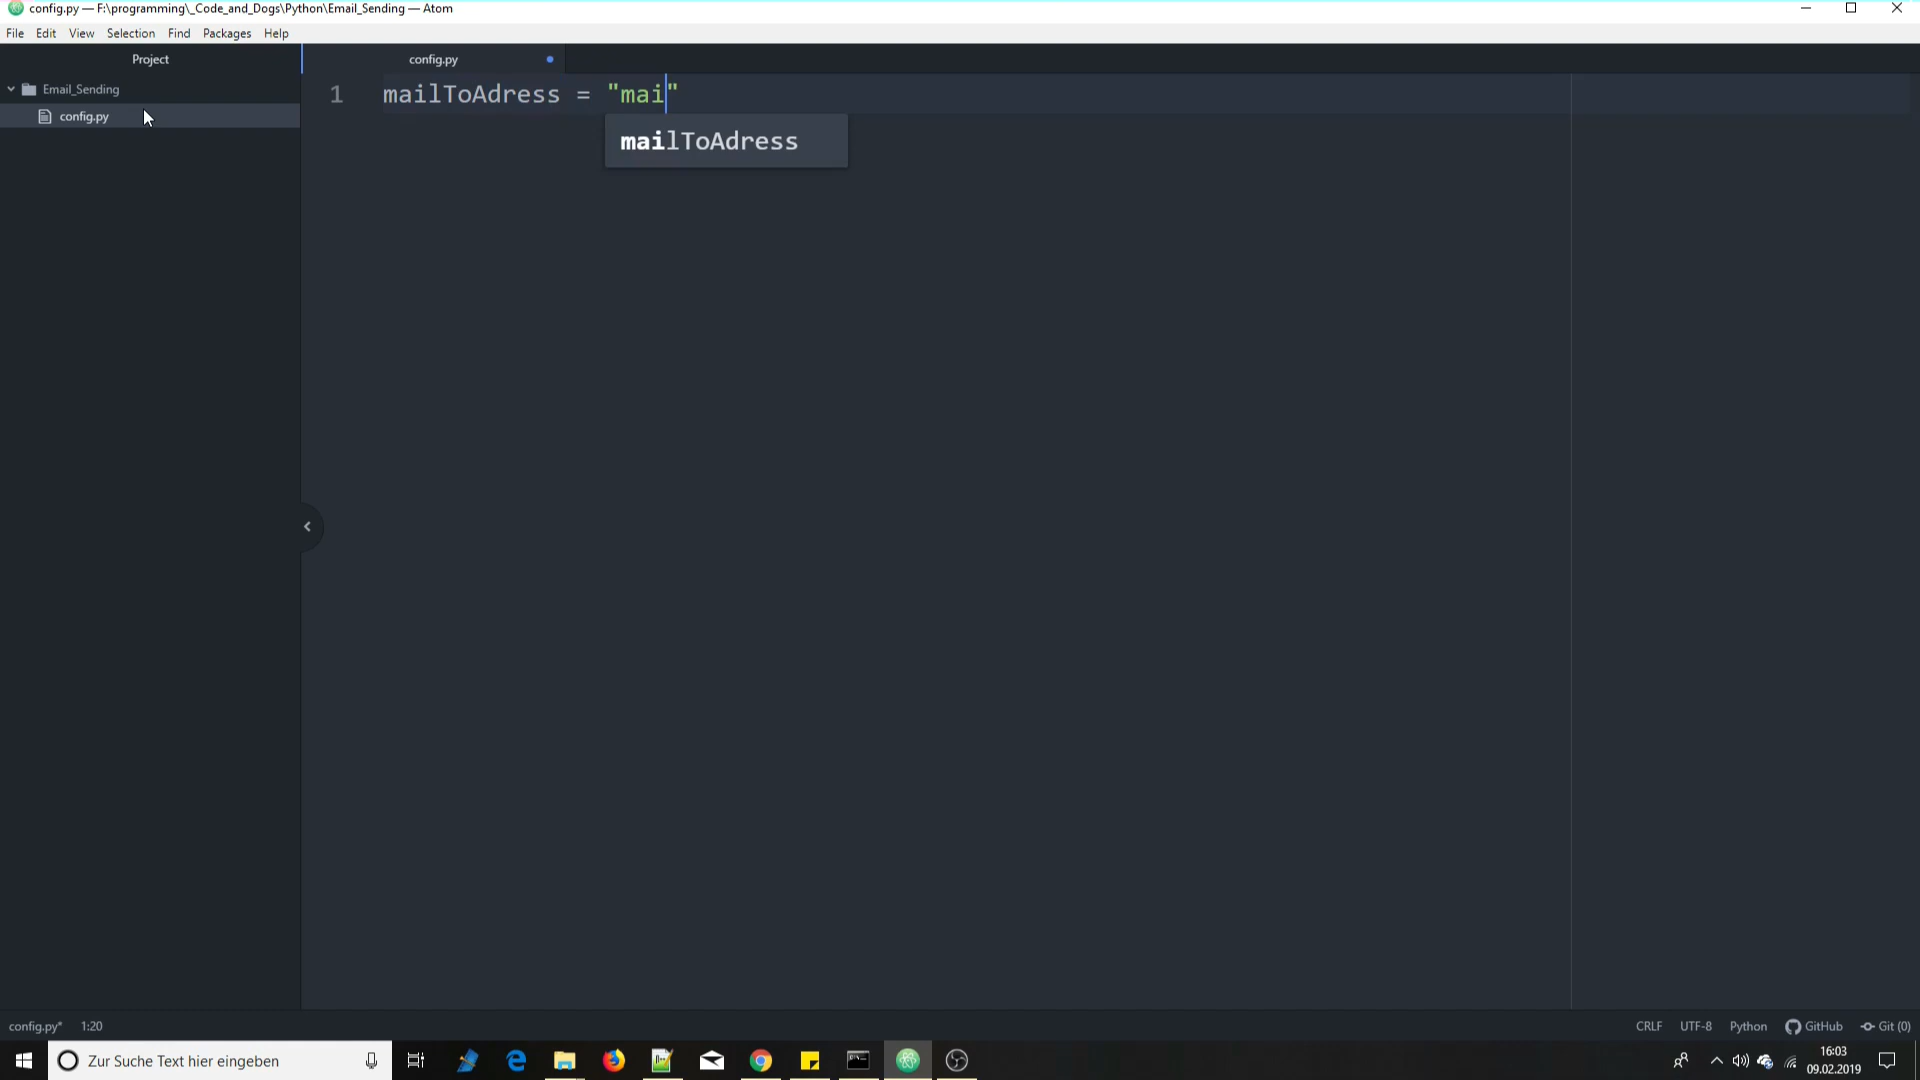 config.py — F:\programming\_Code_and_Dogs\Python\Email_Sending — Atom
File Edit View Selection Find Packages Help
Project
config.py
Email_Sending
config.py
1 mailToAdress = "mai"
mailToAdress
config.py* 1:20
CRLF UTF-8 Python GitHub Git (0)
Zur Suche Text hier eingeben
16:03
09.02.2019